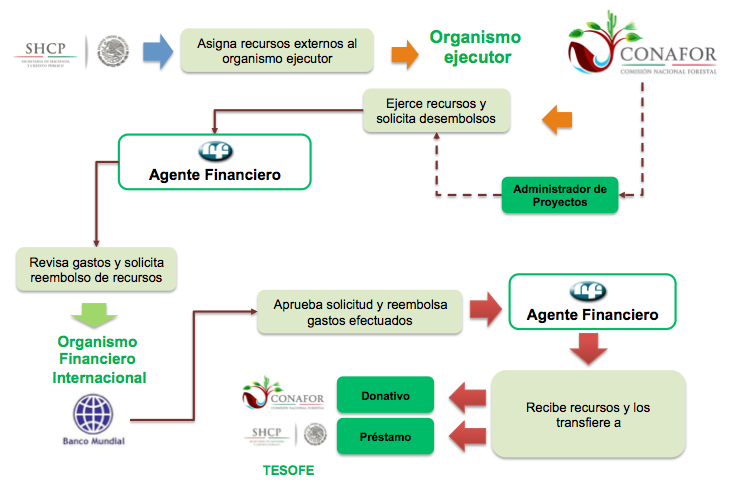 SHCP
SECRETARÍA DE HACIENDA
Y CRÉDITO PÚBLICO
Asigna recursos externos al
organismo ejecutor
Organismo
ejecutor
CONAFOR
COMISIÓN NACIONAL FORESTAL
Ejerce recursos y
solicita desembolsos
Agente Financiero
Administrador de
Proyectos
Revisa gastos y solicita
reembolso de recursos
Organismo
Financiero
Internacional
Banco Mundial
Aprueba solicitud y reembolsa
gastos efectuados
Agente Financiero
Recibe recursos y los
transfiere a
CONAFOR
COMISIÓN NACIONAL FORESTAL
Donativo
SHCP
Préstamo
TESOFE